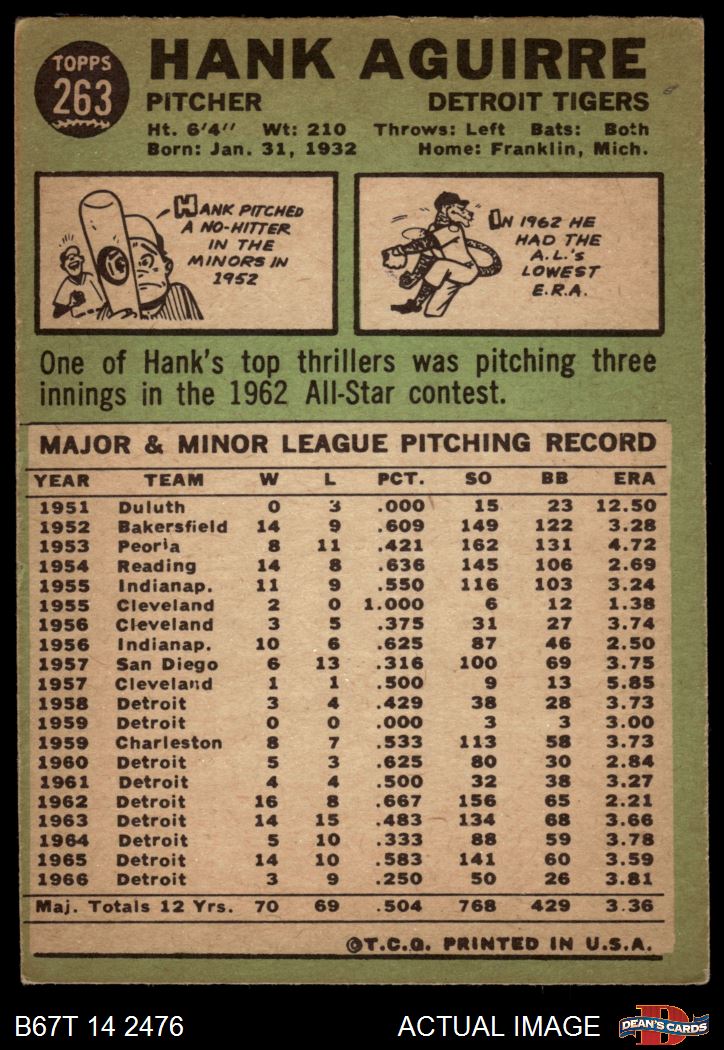 TOPPS
263
HANK AGUIRRE
PITCHER DETROIT TIGERS
Ht. 6'4" Wt: 210 Throws: Left Bats: Both
Born: Jan. 31, 1932 Home: Franklin, Mich.
HANK PITCHED
A NO-HITTER
IN THE
MINORS IN
1952
IN 1962 HE
HAD THE
A.L.'S
LOWEST
E.R.A.
One of Hank's top thrillers was pitching three
innings in the 1962 All-Star contest.
MAJOR & MINOR LEAGUE PITCHING RECORD
YEAR TEAM W L PCT. SO BB ERA
1951 Duluth 0 3 .000 15 23 12.50
1952 Bakersfield 14 9 .609 149 122 3.28
1953 Peoria 8 11 .421 162 131 4.72
1954 Reading 14 8 .636 145 106 2.69
1955 Indianap. 11 9 .550 116 103 3.24
1955 Cleveland 2 0 1.000 6 12 1.38
1956 Cleveland 3 5 .375 31 27 3.74
1956 Indianap. 10 6 .625 87 46 2.50
1957 San Diego 6 13 .316 100 69 3.75
1957 Cleveland 1 1 .500 9 13 5.85
1958 Detroit 3 4 .429 38 28 3.73
1959 Detroit 0 0 .000 3 3 3.00
1959 Charleston 8 7 .533 113 58 3.73
1960 Detroit 5 3 .625 80 30 2.84
1961 Detroit 4 4 .500 32 38 3.27
1962 Detroit 16 8 .667 156 65 2.21
1963 Detroit 14 15 .483 134 68 3.66
1964 Detroit 5 10 .333 88 59 3.78
1965 Detroit 14 10 .583 141 60 3.59
1966 Detroit 3 9 .250 50 26 3.81
Maj. Totals 12 Yrs. 70 69 .504 768 429 3.36
©T.C.G. PRINTED IN U.S.A.
B67T 14 2476 ACTUAL IMAGE DEAN'S CARDS